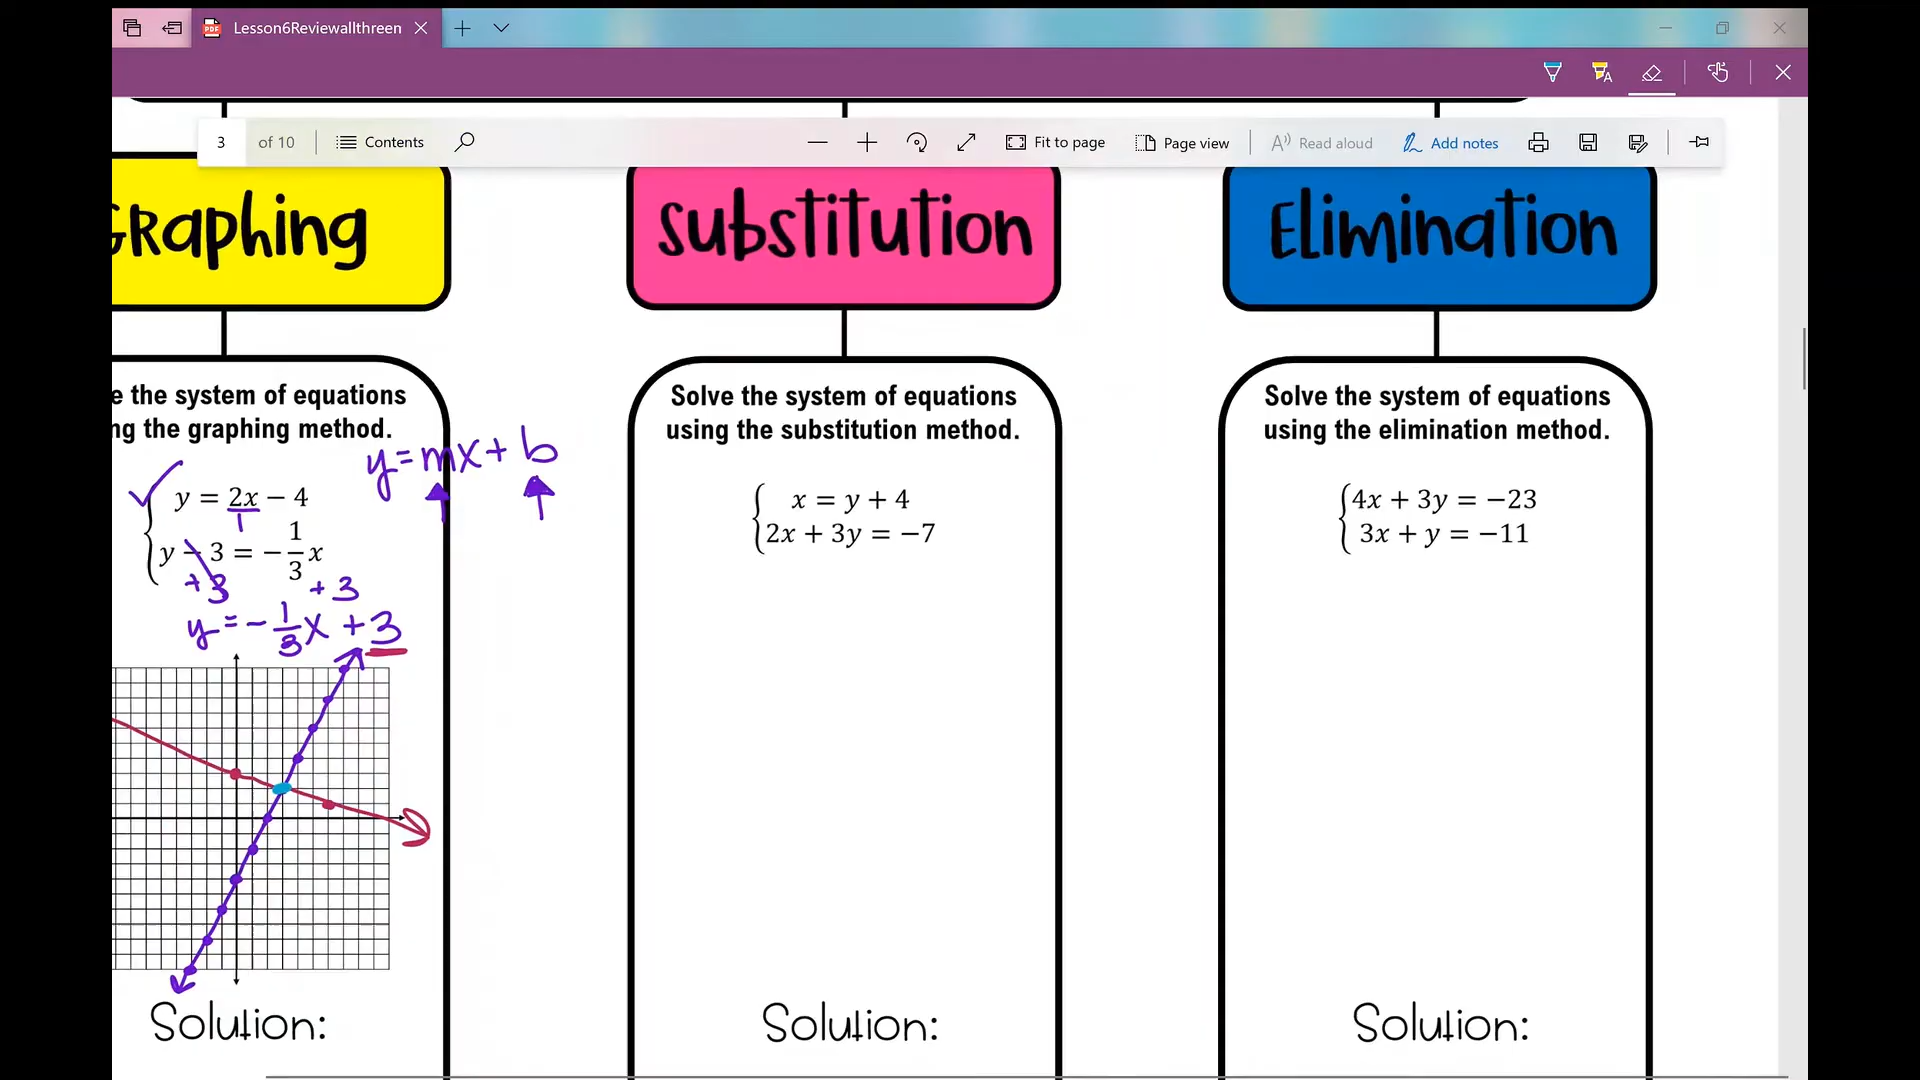 Lesson6Reviewallthreen
3 of 10 Contents Fit to page Page view Read aloud Add notes
Graphing
Substitution
Elimination
e the system of equations
ng the graphing method.
y = mx + b
y = 2x − 4
1
y − 3 = −1/3x
+3 +3
y = −1/3x + 3
Solution:
Solve the system of equations
using the substitution method.
x = y + 4
2x + 3y = −7
Solution:
Solve the system of equations
using the elimination method.
4x + 3y = −23
3x + y = −11
Solution: